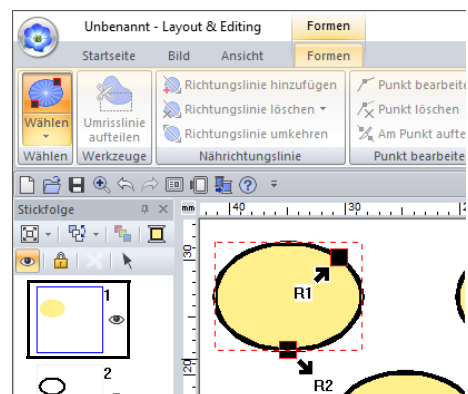 Unbenannt - Layout & Editing
Formen
Startseite Bild Ansicht Formen
Wählen
Umrisslinie aufteilen
Richtungslinie hinzufügen
Richtungslinie löschen
Richtungslinie umkehren
Punkt bearbeite
Punkt löschen
Am Punkt aufte
Wählen Werkzeuge Nährichtungslinie Punkt bearbeite
Stickfolge
mm 40 30 2
30
20
1
2
R1
R2